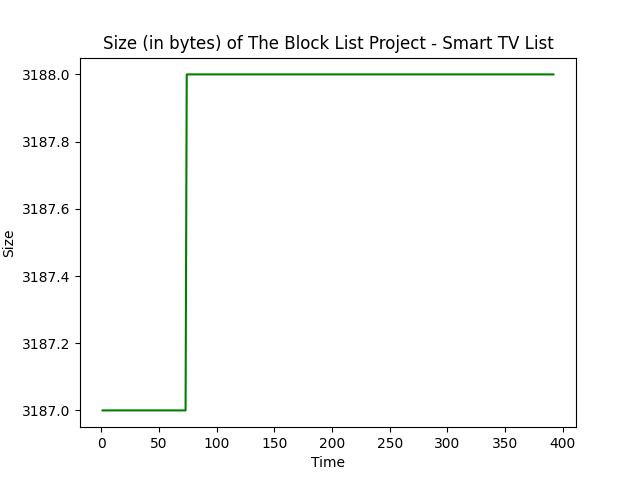 Size (in bytes) of The Block List Project - Smart TV List
3188.0
3187.8
3187.6
3187.4
3187.2
3187.0
Size
0 50 100 150 200 250 300 350 400
Time